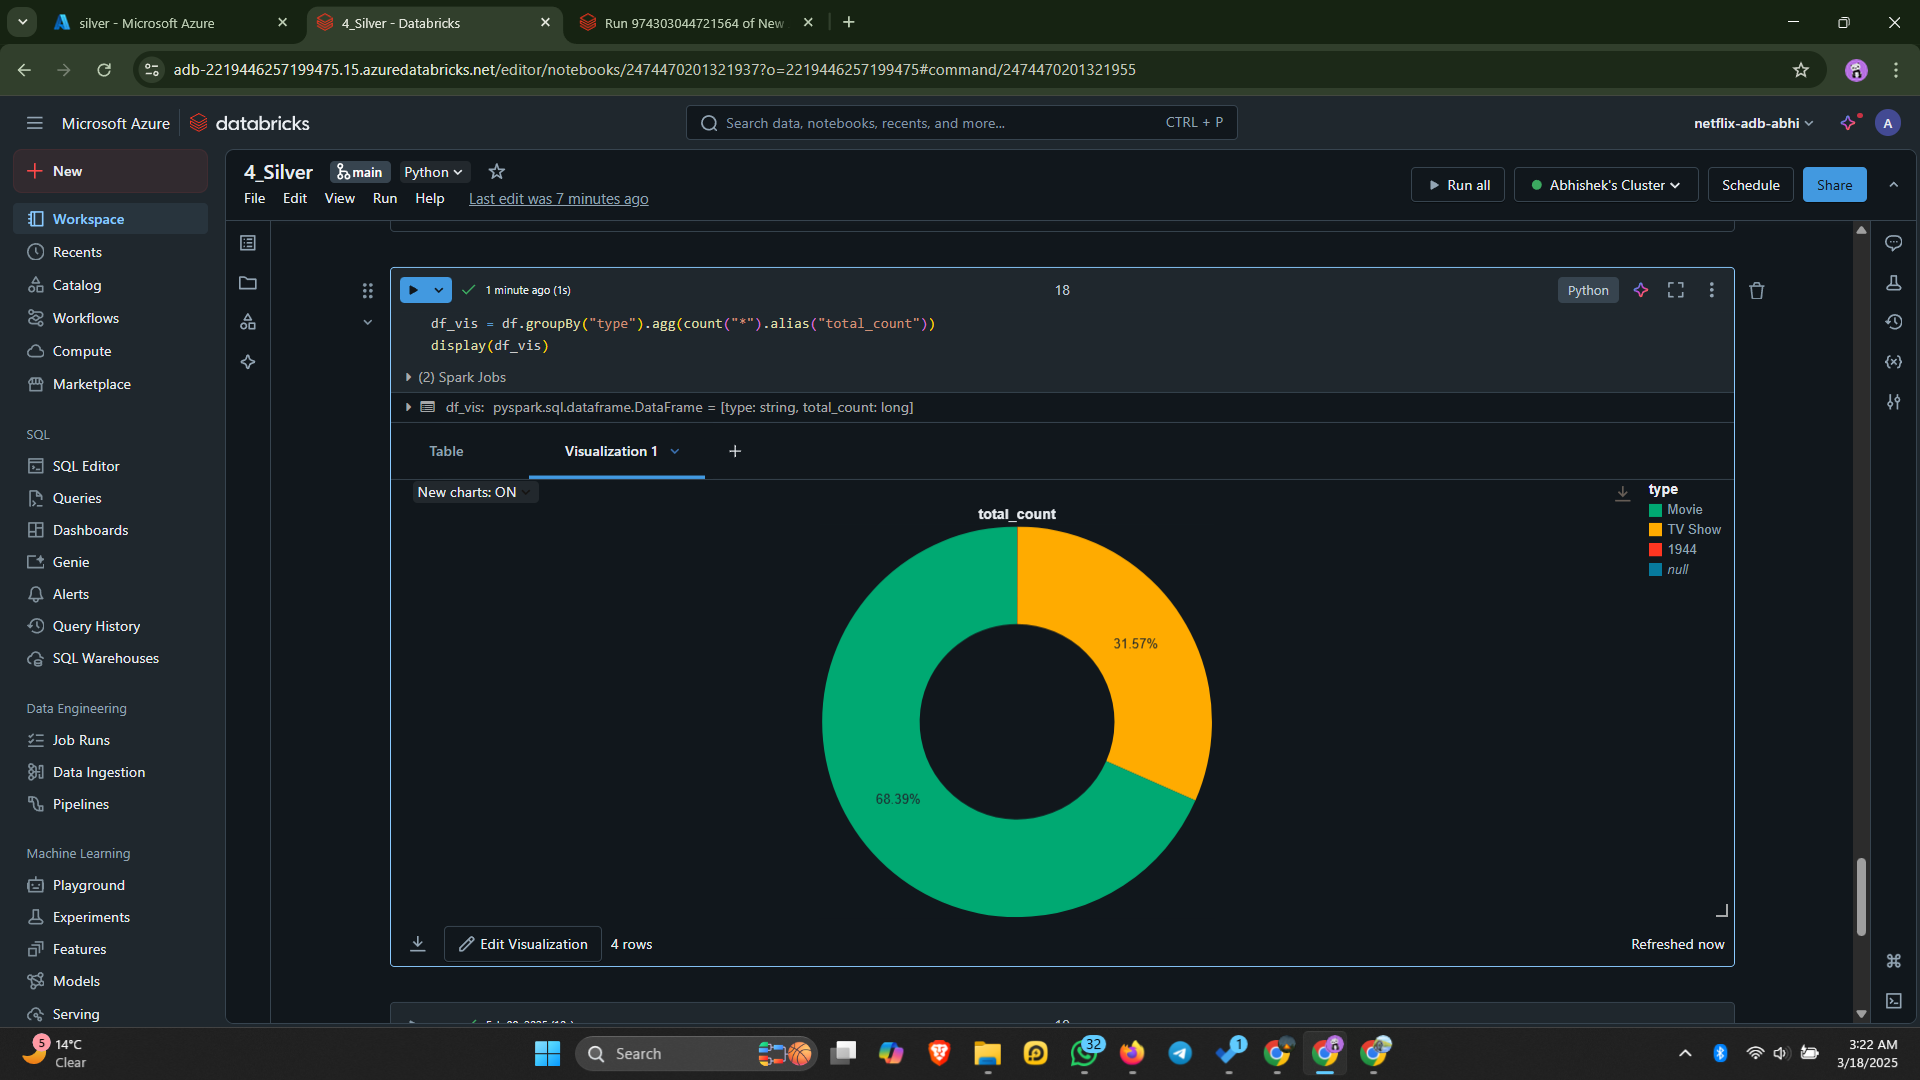 silver - Microsoft Azure
4_Silver - Databricks
Run 974303044721564 of New
adb-2219446257199475.15.azuredatabricks.net/editor/notebooks/2474470201321937?o=2219446257199475#command/2474470201321955
Microsoft Azure
databricks
Search data, notebooks, recents, and more...
CTRL + P
netflix-adb-abhi
A
New
Workspace
Recents
Catalog
Workflows
Compute
Marketplace
SQL
SQL Editor
Queries
Dashboards
Genie
Alerts
Query History
SQL Warehouses
Data Engineering
Job Runs
Data Ingestion
Pipelines
Machine Learning
Playground
Experiments
Features
Models
Serving
4_Silver
main
Python
File
Edit
View
Run
Help
Last edit was 7 minutes ago
Run all
Abhishek's Cluster
Schedule
Share
1 minute ago (1s)
18
Python
df_vis = df.groupBy("type").agg(count("*").alias("total_count"))
display(df_vis)
(2) Spark Jobs
df_vis: pyspark.sql.dataframe.DataFrame = [type: string, total_count: long]
Table
Visualization 1
New charts: ON
total_count
31.57%
68.39%
type
Movie
TV Show
1944
null
Edit Visualization
4 rows
Refreshed now
5
14°C
Clear
Search
32
1
3:22 AM
3/18/2025